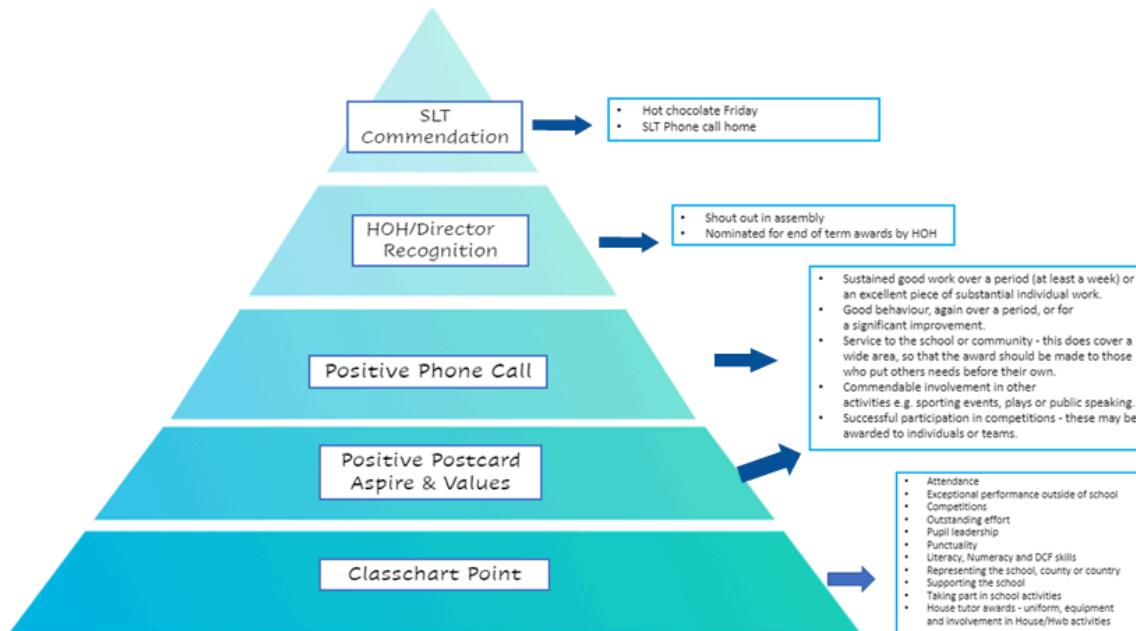 SLT
Commendation
• Hot chocolate Friday
• SLT Phone call home
HOH/Director
Recognition
• Shout out in assembly
• Nominated for end of term awards by HOH
Positive Phone Call
• Sustained good work over a period (at least a week) or
an excellent piece of substantial individual work.
• Good behaviour, again over a period, or for
a significant improvement.
• Service to the school or community - this does cover a
wide area, so that the award should be made to those
who put others needs before their own.
• Commendable involvement in other
activities e.g. sporting events, plays or public speaking.
• Successful participation in competitions - these may be
awarded to individuals or teams.
Positive Postcard
Aspire & Values
Classchart Point
• Attendance
• Exceptional performance outside of school
• Competitions
• Outstanding effort
• Pupil leadership
• Punctuality
• Literacy, Numeracy and DCF skills
• Representing the school, county or country
• Supporting the school
• Taking part in school activities
• House tutor awards - uniform, equipment
and involvement in House/Hwb activities